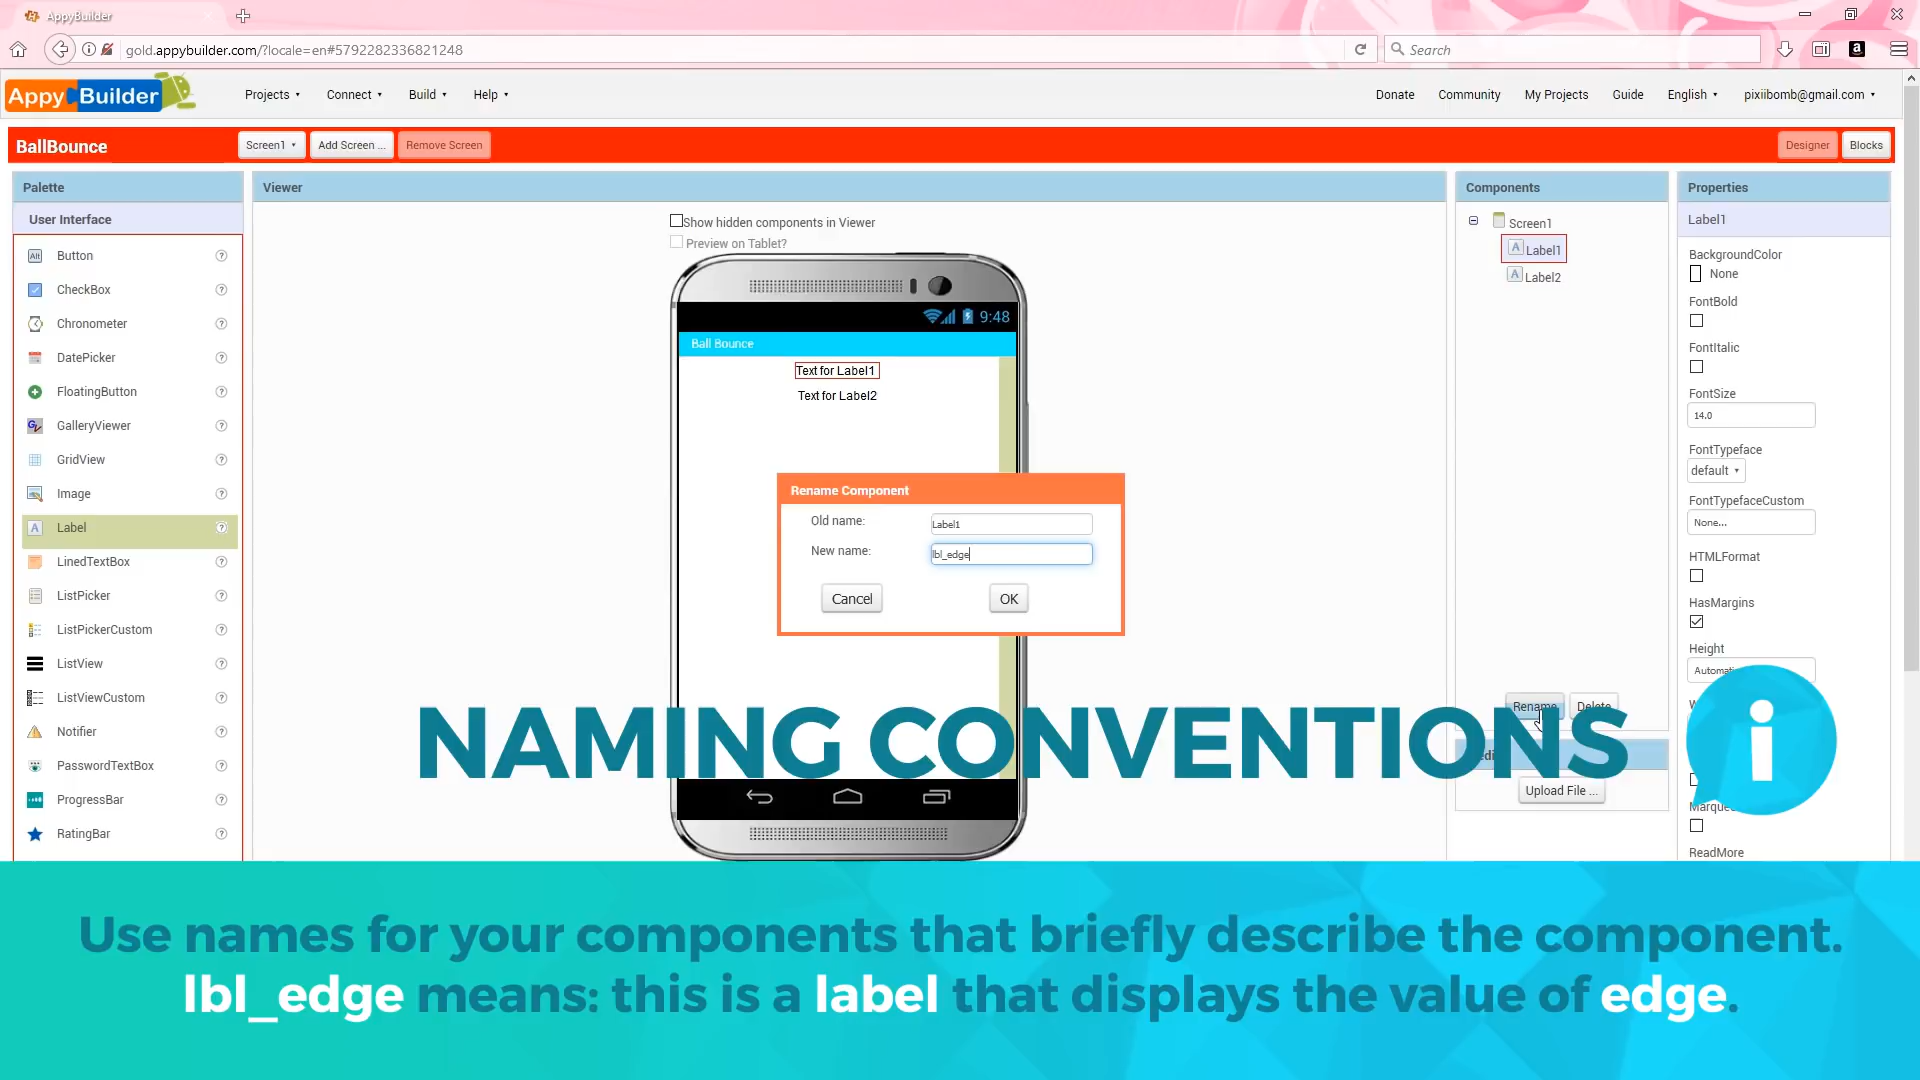 AppyBuilder
gold.appybuilder.com/?locale=en#5792282336821248
Search
Appy Builder
Projects
Connect
Build
Help
Donate
Community
My Projects
Guide
English
pixiibomb@gmail.com
BallBounce
Screen1
Add Screen ...
Remove Screen
Designer
Blocks
Palette
User Interface
Button
CheckBox
Chronometer
DatePicker
FloatingButton
GalleryViewer
GridView
Image
Label
LinedTextBox
ListPicker
ListPickerCustom
ListView
ListViewCustom
Notifier
PasswordTextBox
ProgressBar
RatingBar
Viewer
Show hidden components in Viewer
Preview on Tablet?
9:48
Ball Bounce
Text for Label1
Text for Label2
Rename Component
Old name:
Label1
New name:
lbl_edge
Cancel
OK
Components
Screen1
Label1
Label2
Rename
Delete
Upload File ...
Properties
Label1
BackgroundColor
None
FontBold
FontItalic
FontSize
14.0
FontTypeface
default
FontTypefaceCustom
None...
HTMLFormat
HasMargins
Height
ReadMore
NAMING CONVENTIONS
i
Use names for your components that briefly describe the component.
lbl_edge means: this is a label that displays the value of edge.